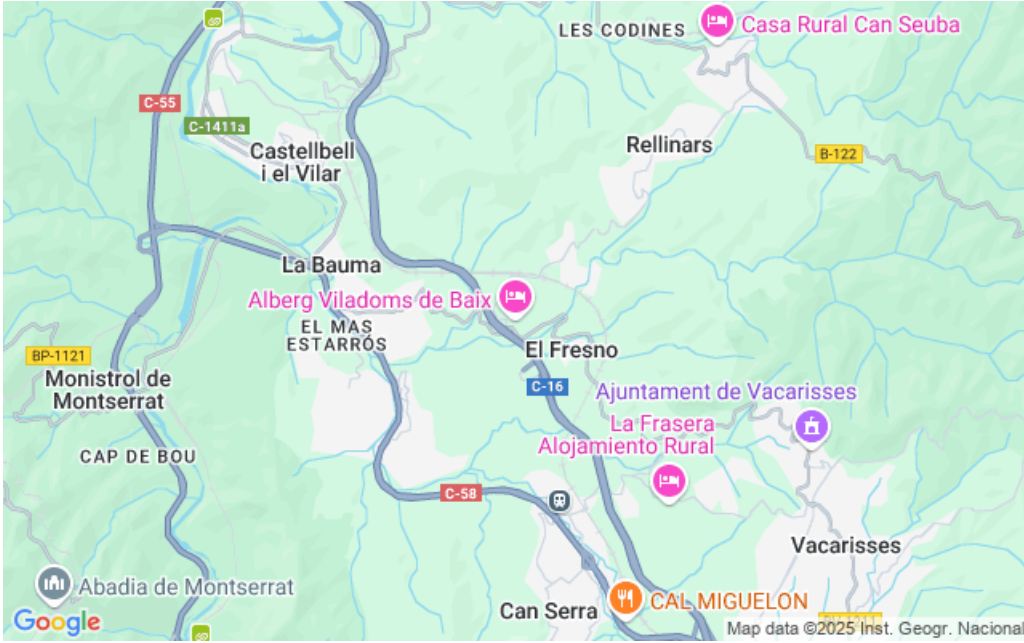 LES CODINES
Casa Rural Can Seuba
C-55
C-1411a
Castellbell
i el Vilar
Rellinars
B-122
La Bauma
Alberg Viladoms de Baix
EL MAS
ESTARRÓS
El Fresno
BP-1121
Monistrol de
Montserrat
C-16
Ajuntament de Vacarisses
La Frasera
Alojamiento Rural
CAP DE BOU
C-58
Vacarisses
Abadia de Montserrat
Can Serra
CAL MIGUELON
Google
Map data ©2025 Inst. Geogr. Nacional